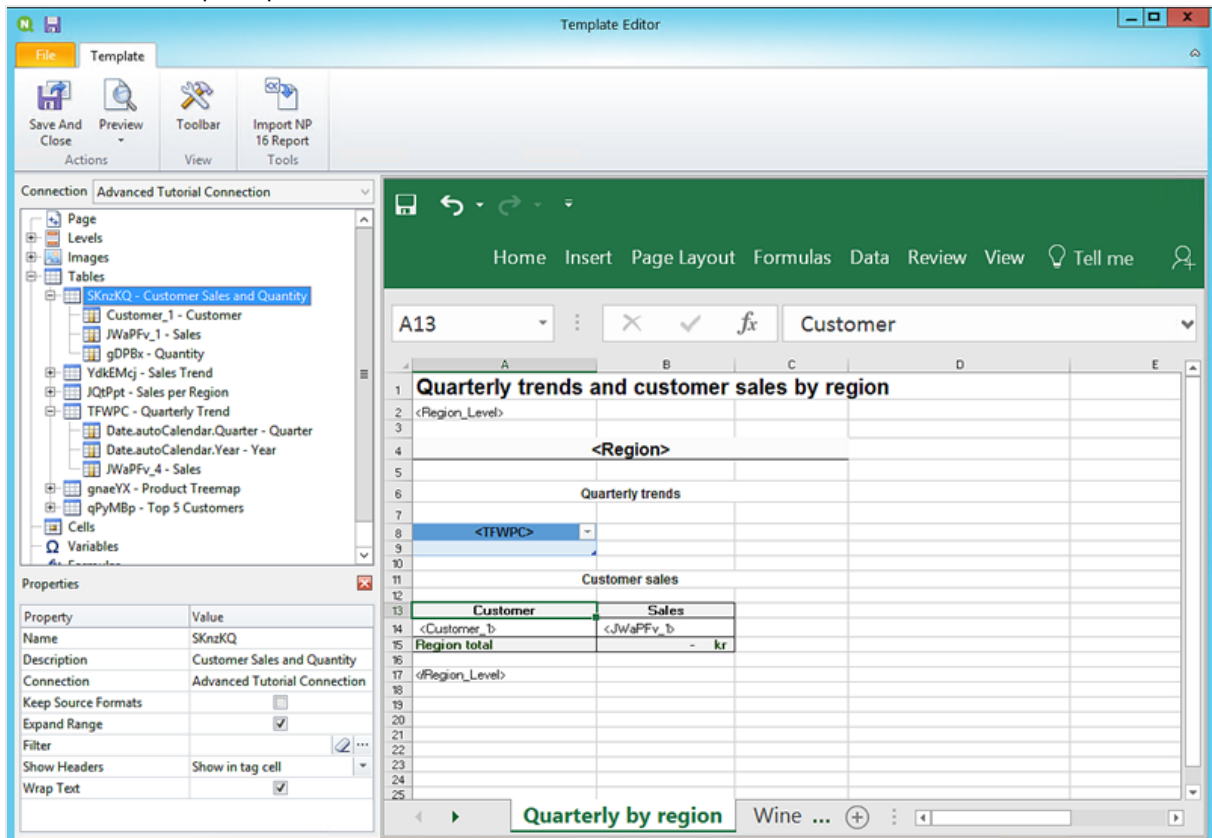 Template Editor
File Template
Save And Close
Preview
Toolbar
Import NP 16 Report
Actions View Tools
Connection Advanced Tutorial Connection
Page
Levels
Images
Tables
SKnzKQ - Customer Sales and Quantity
Customer_1 - Customer
JWaPFv_1 - Sales
gDPBx - Quantity
YdkEMcj - Sales Trend
JQtPpt - Sales per Region
TFWPC - Quarterly Trend
Date.autoCalendar.Quarter - Quarter
Date.autoCalendar.Year - Year
JWaPFv_4 - Sales
gnaeYX - Product Treemap
qPyMBp - Top 5 Customers
Cells
Variables
Properties
Property Value
Name SKnzKQ
Description Customer Sales and Quantity
Connection Advanced Tutorial Connection
Keep Source Formats
Expand Range
Filter
Show Headers Show in tag cell
Wrap Text
Home Insert Page Layout Formulas Data Review View Tell me
A13 fx Customer
A B C D E
1 Quarterly trends and customer sales by region
2 <Region_Level>
3
4 <Region>
5
6 Quarterly trends
7
8 <TFWPC>
9
10
11 Customer sales
12
13 Customer Sales
14 <Customer_1> <JWaPFv_1>
15 Region total - kr
16
17 </Region_Level>
18
19
20
21
22
23
24
25
Quarterly by region Wine ...